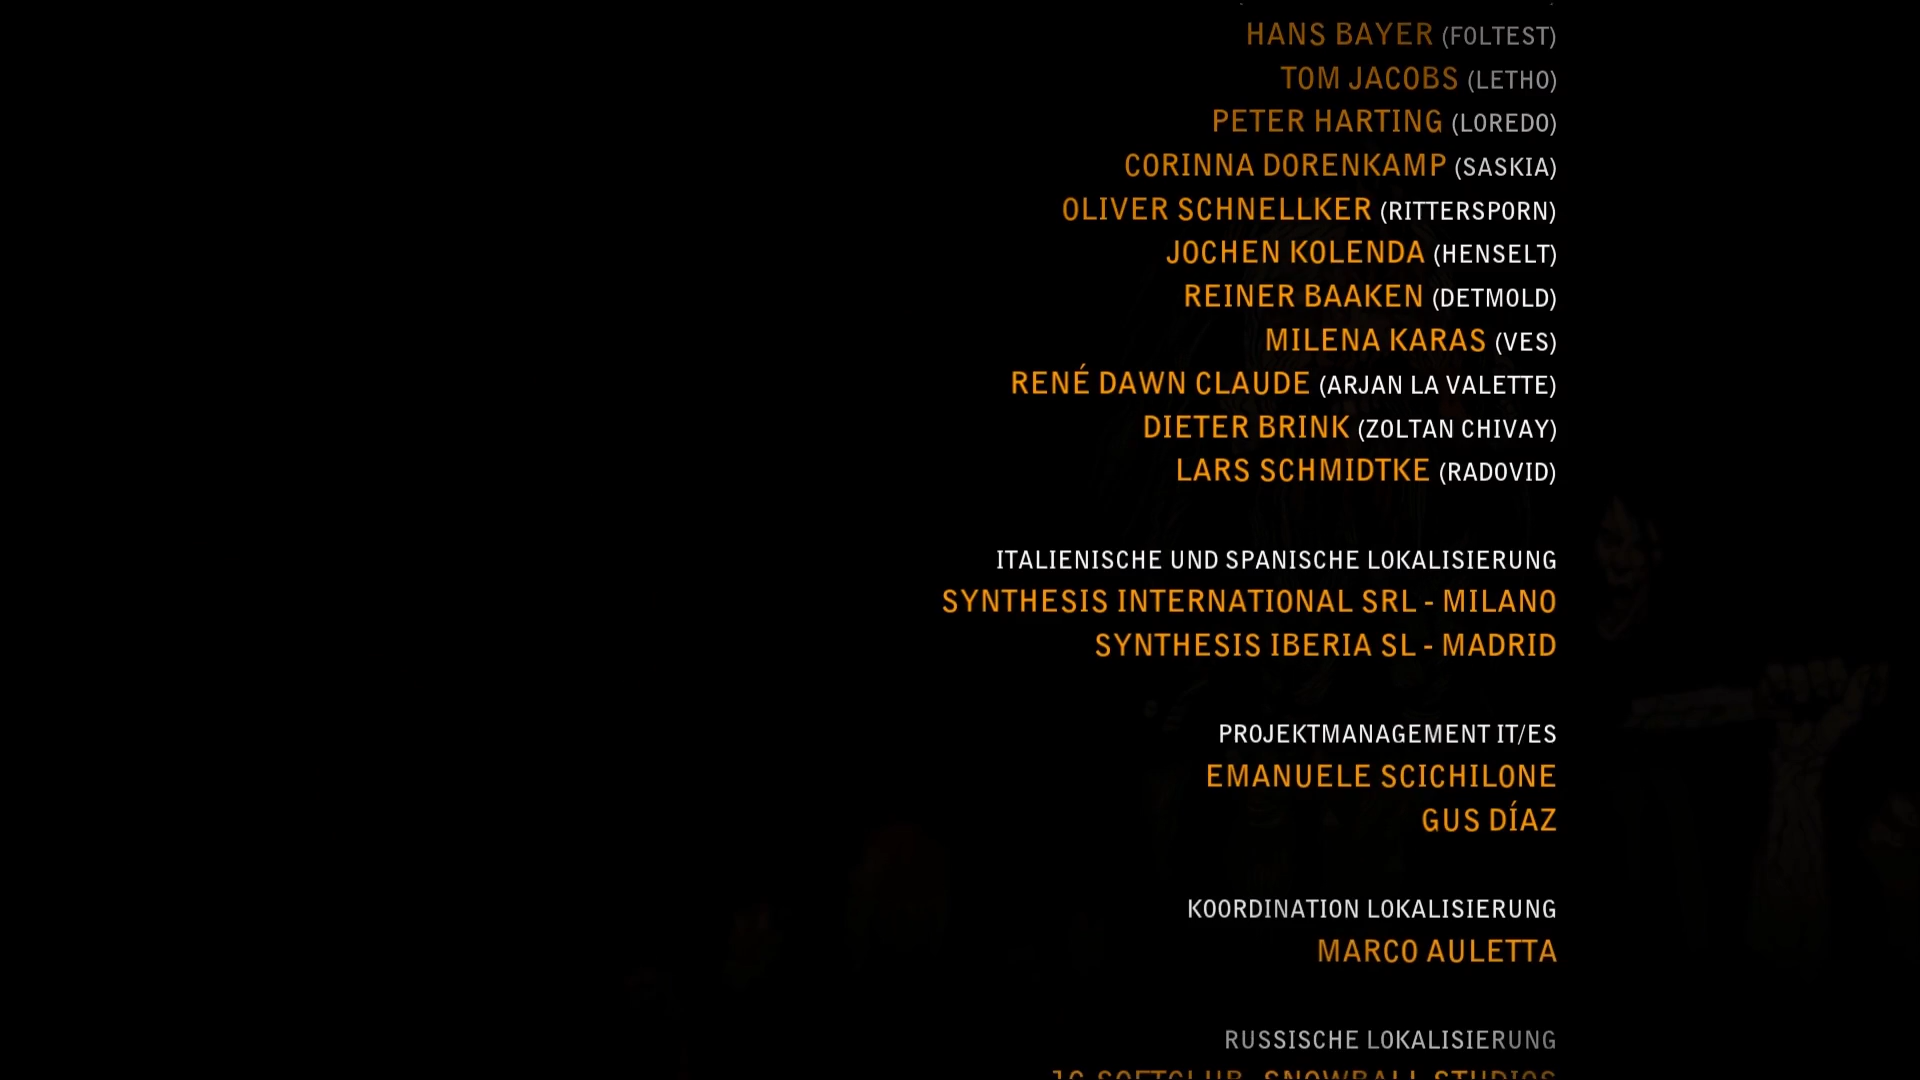 HANS BAYER (FOLTEST)
TOM JACOBS (LETHO)
PETER HARTING (LOREDO)
CORINNA DORENKAMP (SASKIA)
OLIVER SCHNELLKER (RITTERSPORN)
JOCHEN KOLENDA (HENSELT)
REINER BAAKEN (DETMOLD)
MILENA KARAS (VES)
RENÉ DAWN CLAUDE (ARJAN LA VALETTE)
DIETER BRINK (ZOLTAN CHIVAY)
LARS SCHMIDTKE (RADOVID)
ITALIENISCHE UND SPANISCHE LOKALISIERUNG
SYNTHESIS INTERNATIONAL SRL - MILANO
SYNTHESIS IBERIA SL - MADRID
PROJEKTMANAGEMENT IT/ES
EMANUELE SCICHILONE
GUS DÍAZ
KOORDINATION LOKALISIERUNG
MARCO AULETTA
RUSSISCHE LOKALISIERUNG
SOFTCLUB SNOWBALL STUDIOS